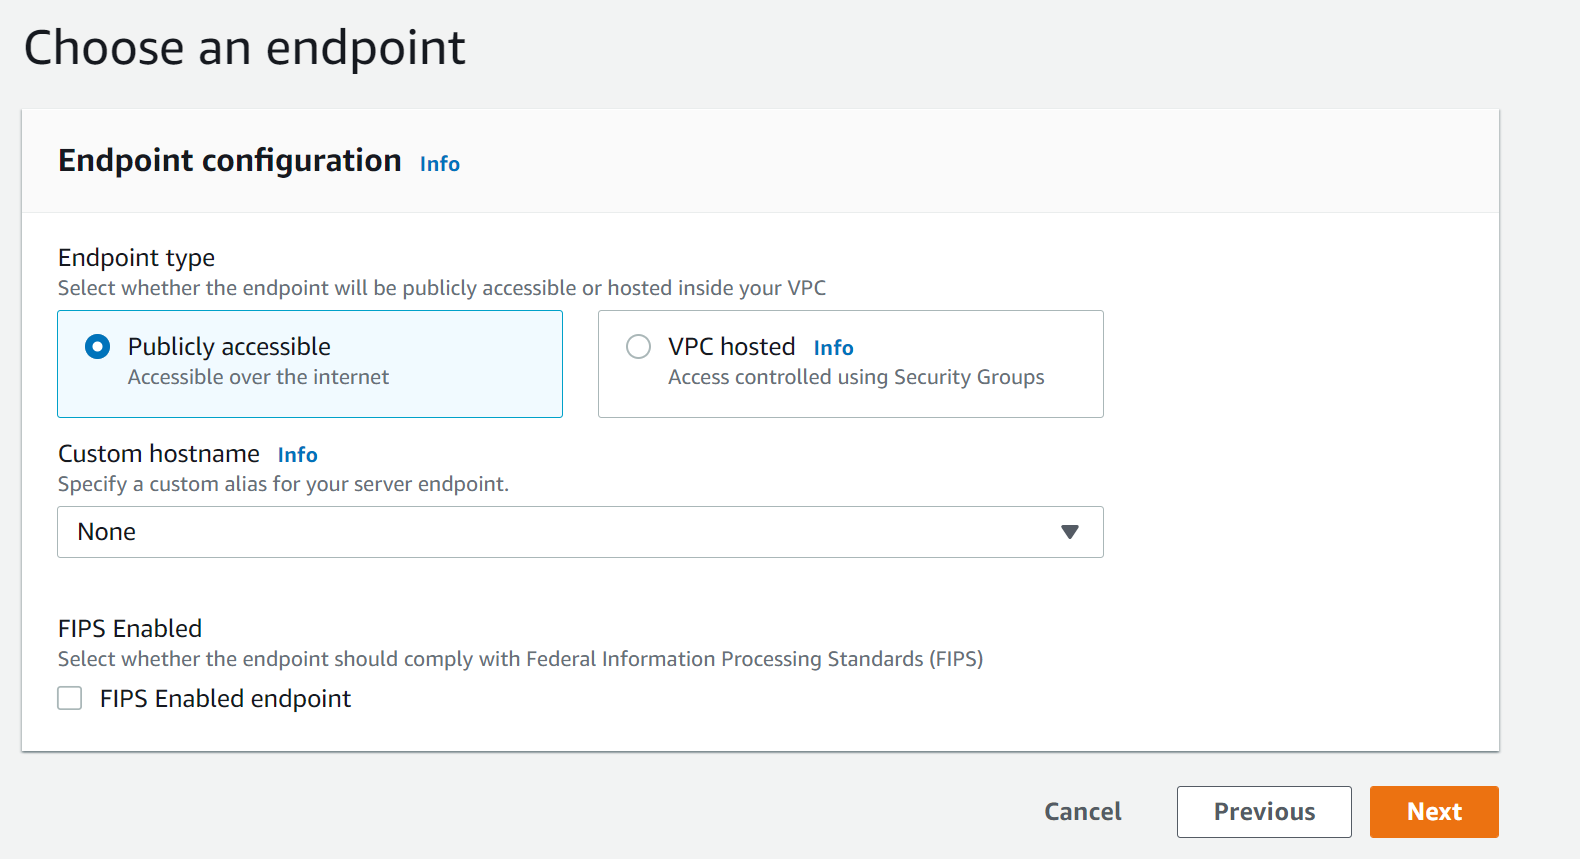 Choose an endpoint
Endpoint configuration Info
Endpoint type
Select whether the endpoint will be publicly accessible or hosted inside your VPC
Publicly accessible
Accessible over the internet
VPC hosted Info
Access controlled using Security Groups
Custom hostname Info
Specify a custom alias for your server endpoint.
None
FIPS Enabled
Select whether the endpoint should comply with Federal Information Processing Standards (FIPS)
FIPS Enabled endpoint
Cancel Previous Next